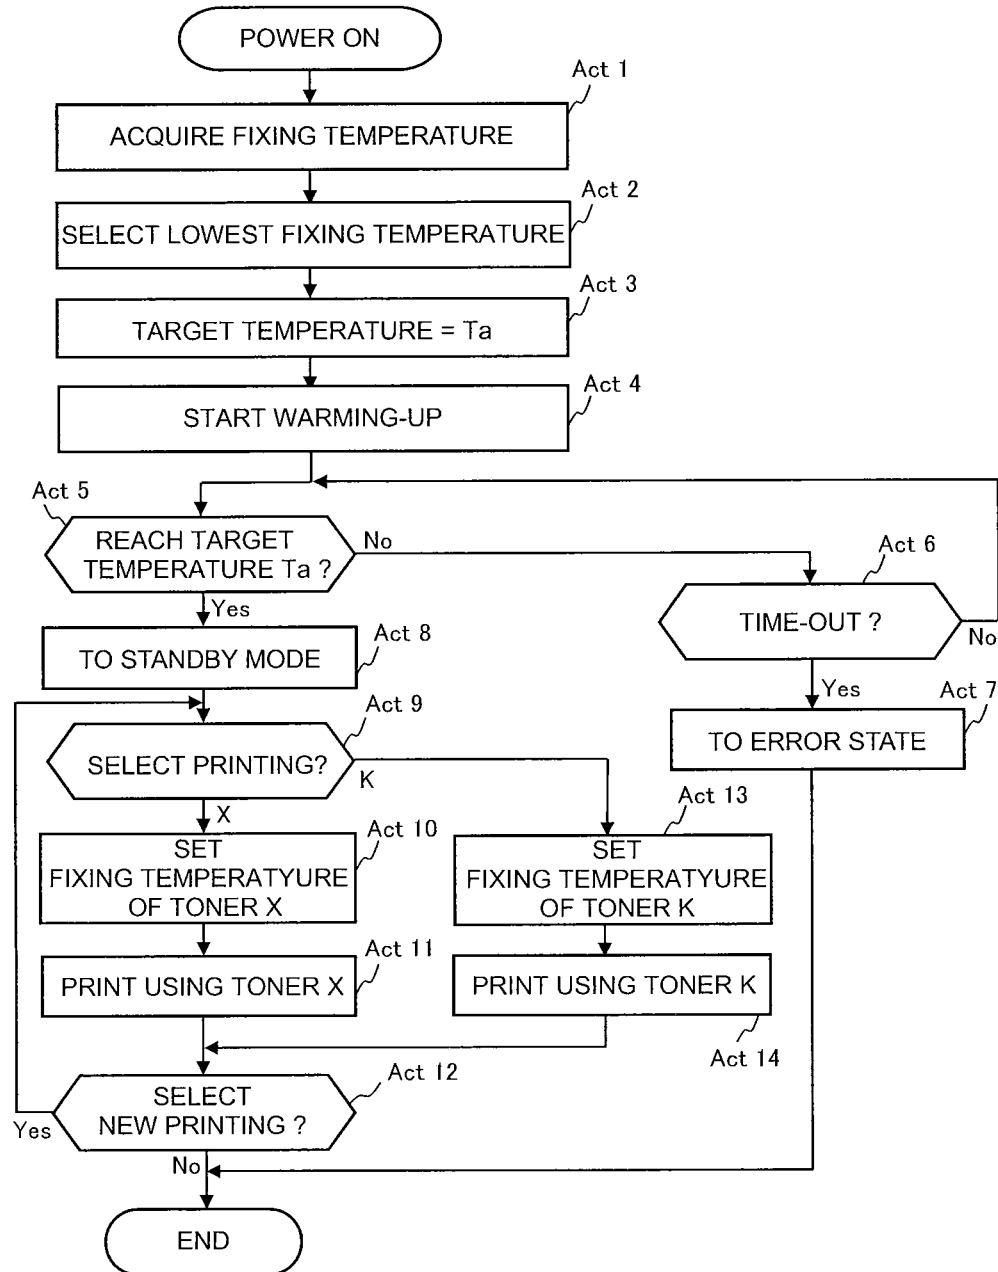 POWER ON
Act 1
ACQUIRE FIXING TEMPERATURE
Act 2
SELECT LOWEST FIXING TEMPERATURE
Act 3
TARGET TEMPERATURE = Ta
Act 4
START WARMING-UP
Act 5
REACH TARGET
TEMPERATURE Ta ?
No
Act 6
TIME-OUT ?
No
Yes
Act 8
TO STANDBY MODE
Yes
Act 7
TO ERROR STATE
Act 9
SELECT PRINTING?
K
X
Act 10
SET
FIXING TEMPERATYURE
OF TONER X
Act 13
SET
FIXING TEMPERATYURE
OF TONER K
Act 11
PRINT USING TONER X
PRINT USING TONER K
Act 14
Act 12
SELECT
NEW PRINTING ?
Yes
No
END